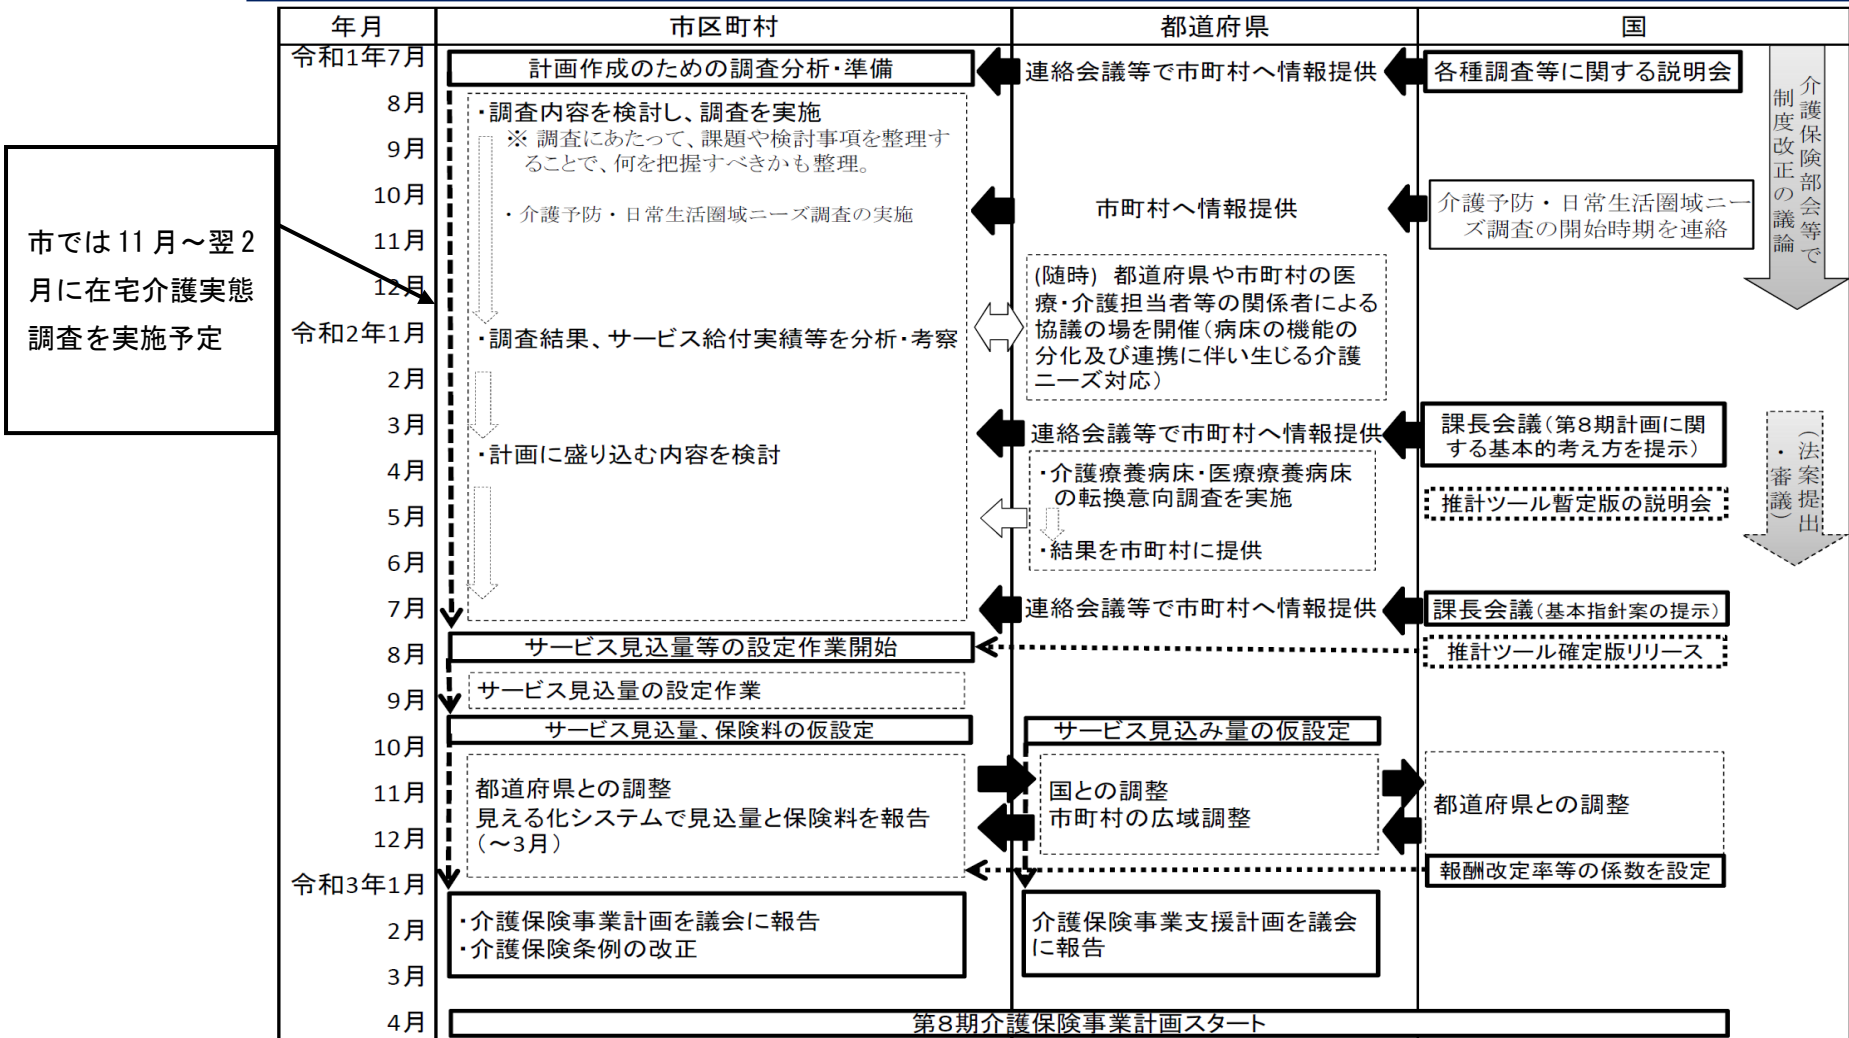 年月
市区町村
都道府県
国
令和1年7月
8月
9月
10月
11月
12月
令和2年1月
2月
3月
4月
5月
6月
7月
8月
9月
10月
11月
12月
令和3年1月
2月
3月
4月
市では11月～翌2
月に在宅介護実態
調査を実施予定
計画作成のための調査分析・準備
・調査内容を検討し、調査を実施
※ 調査にあたって、課題や検討事項を整理す
ることで、何を把握すべきかも整理。
・介護予防・日常生活圏域ニーズ調査の実施
・調査結果、サービス給付実績等を分析・考察
・計画に盛り込む内容を検討
サービス見込量等の設定作業開始
サービス見込量の設定作業
サービス見込量、保険料の仮設定
都道府県との調整
見える化システムで見込量と保険料を報告
（～3月）
・介護保険事業計画を議会に報告
・介護保険条例の改正
連絡会議等で市町村へ情報提供
市町村へ情報提供
(随時) 都道府県や市町村の医
療・介護担当者等の関係者による
協議の場を開催（病床の機能の
分化及び連携に伴い生じる介護
ニーズ対応）
連絡会議等で市町村へ情報提供
・介護療養病床・医療療養病床
の転換意向調査を実施
・結果を市町村に提供
連絡会議等で市町村へ情報提供
サービス見込み量の仮設定
国との調整
市町村の広域調整
介護保険事業支援計画を議会
に報告
各種調査等に関する説明会
介護予防・日常生活圏域ニー
ズ調査の開始時期を連絡
課長会議（第8期計画に関
する基本的考え方を提示）
推計ツール暫定版の説明会
課長会議（基本指針案の提示）
推計ツール確定版リリース
都道府県との調整
報酬改定率等の係数を設定
介護保険部会等で
制度改正の議論
（法案提出
・審議）
第8期介護保険事業計画スタート